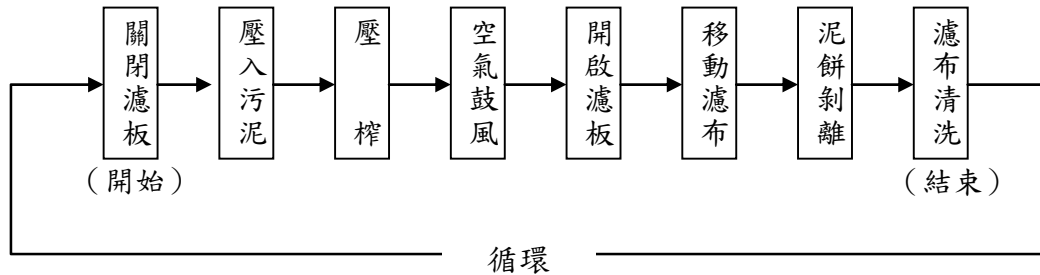 關閉濾板
壓入污泥
壓榨
空氣鼓風
開啟濾板
移動濾布
泥餅剝離
濾布清洗
（開始）
（結束）
循環